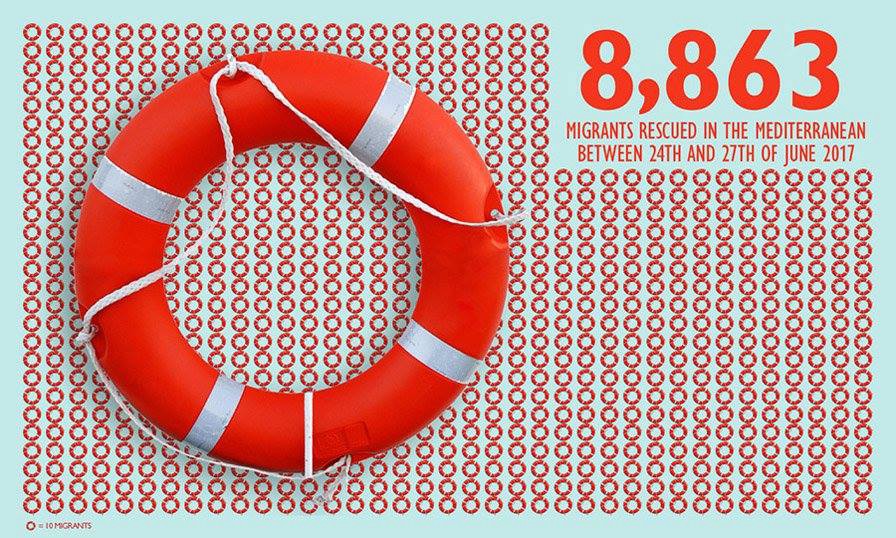 8,863
MIGRANTS RESCUED IN THE MEDITERRANEAN
BETWEEN 24TH AND 27TH OF JUNE 2017
= 10 MIGRANTS